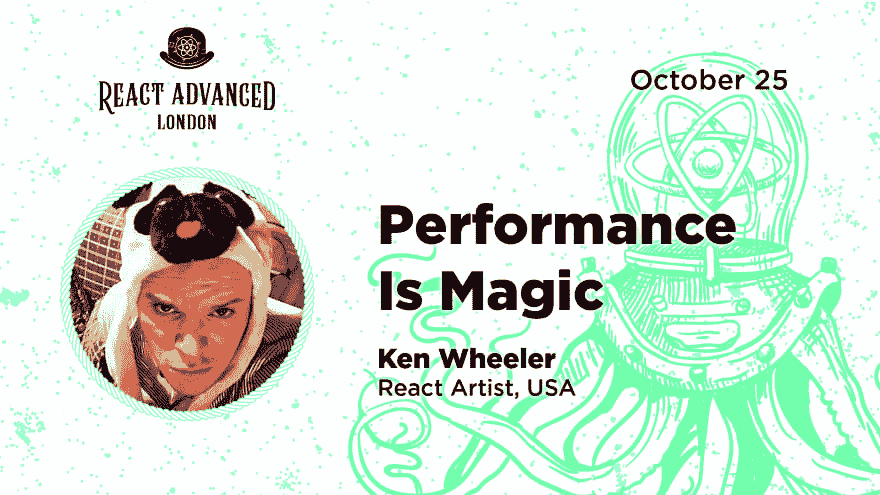 REACT ADVANCED
LONDON
October 25
Performance
Is Magic
Ken Wheeler
React Artist, USA